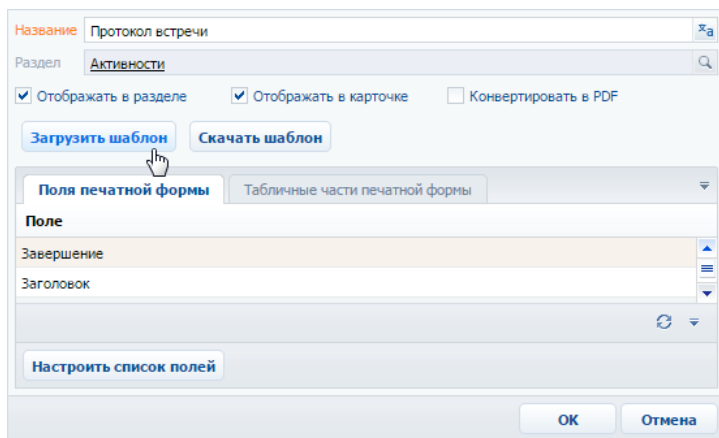 Название Протокол встречи
Раздел Активности
Отображать в разделе Отображать в карточке Конвертировать в PDF
Загрузить шаблон Скачать шаблон
Поля печатной формы Табличные части печатной формы
Поле
Завершение
Заголовок
Настроить список полей
ОК Отмена